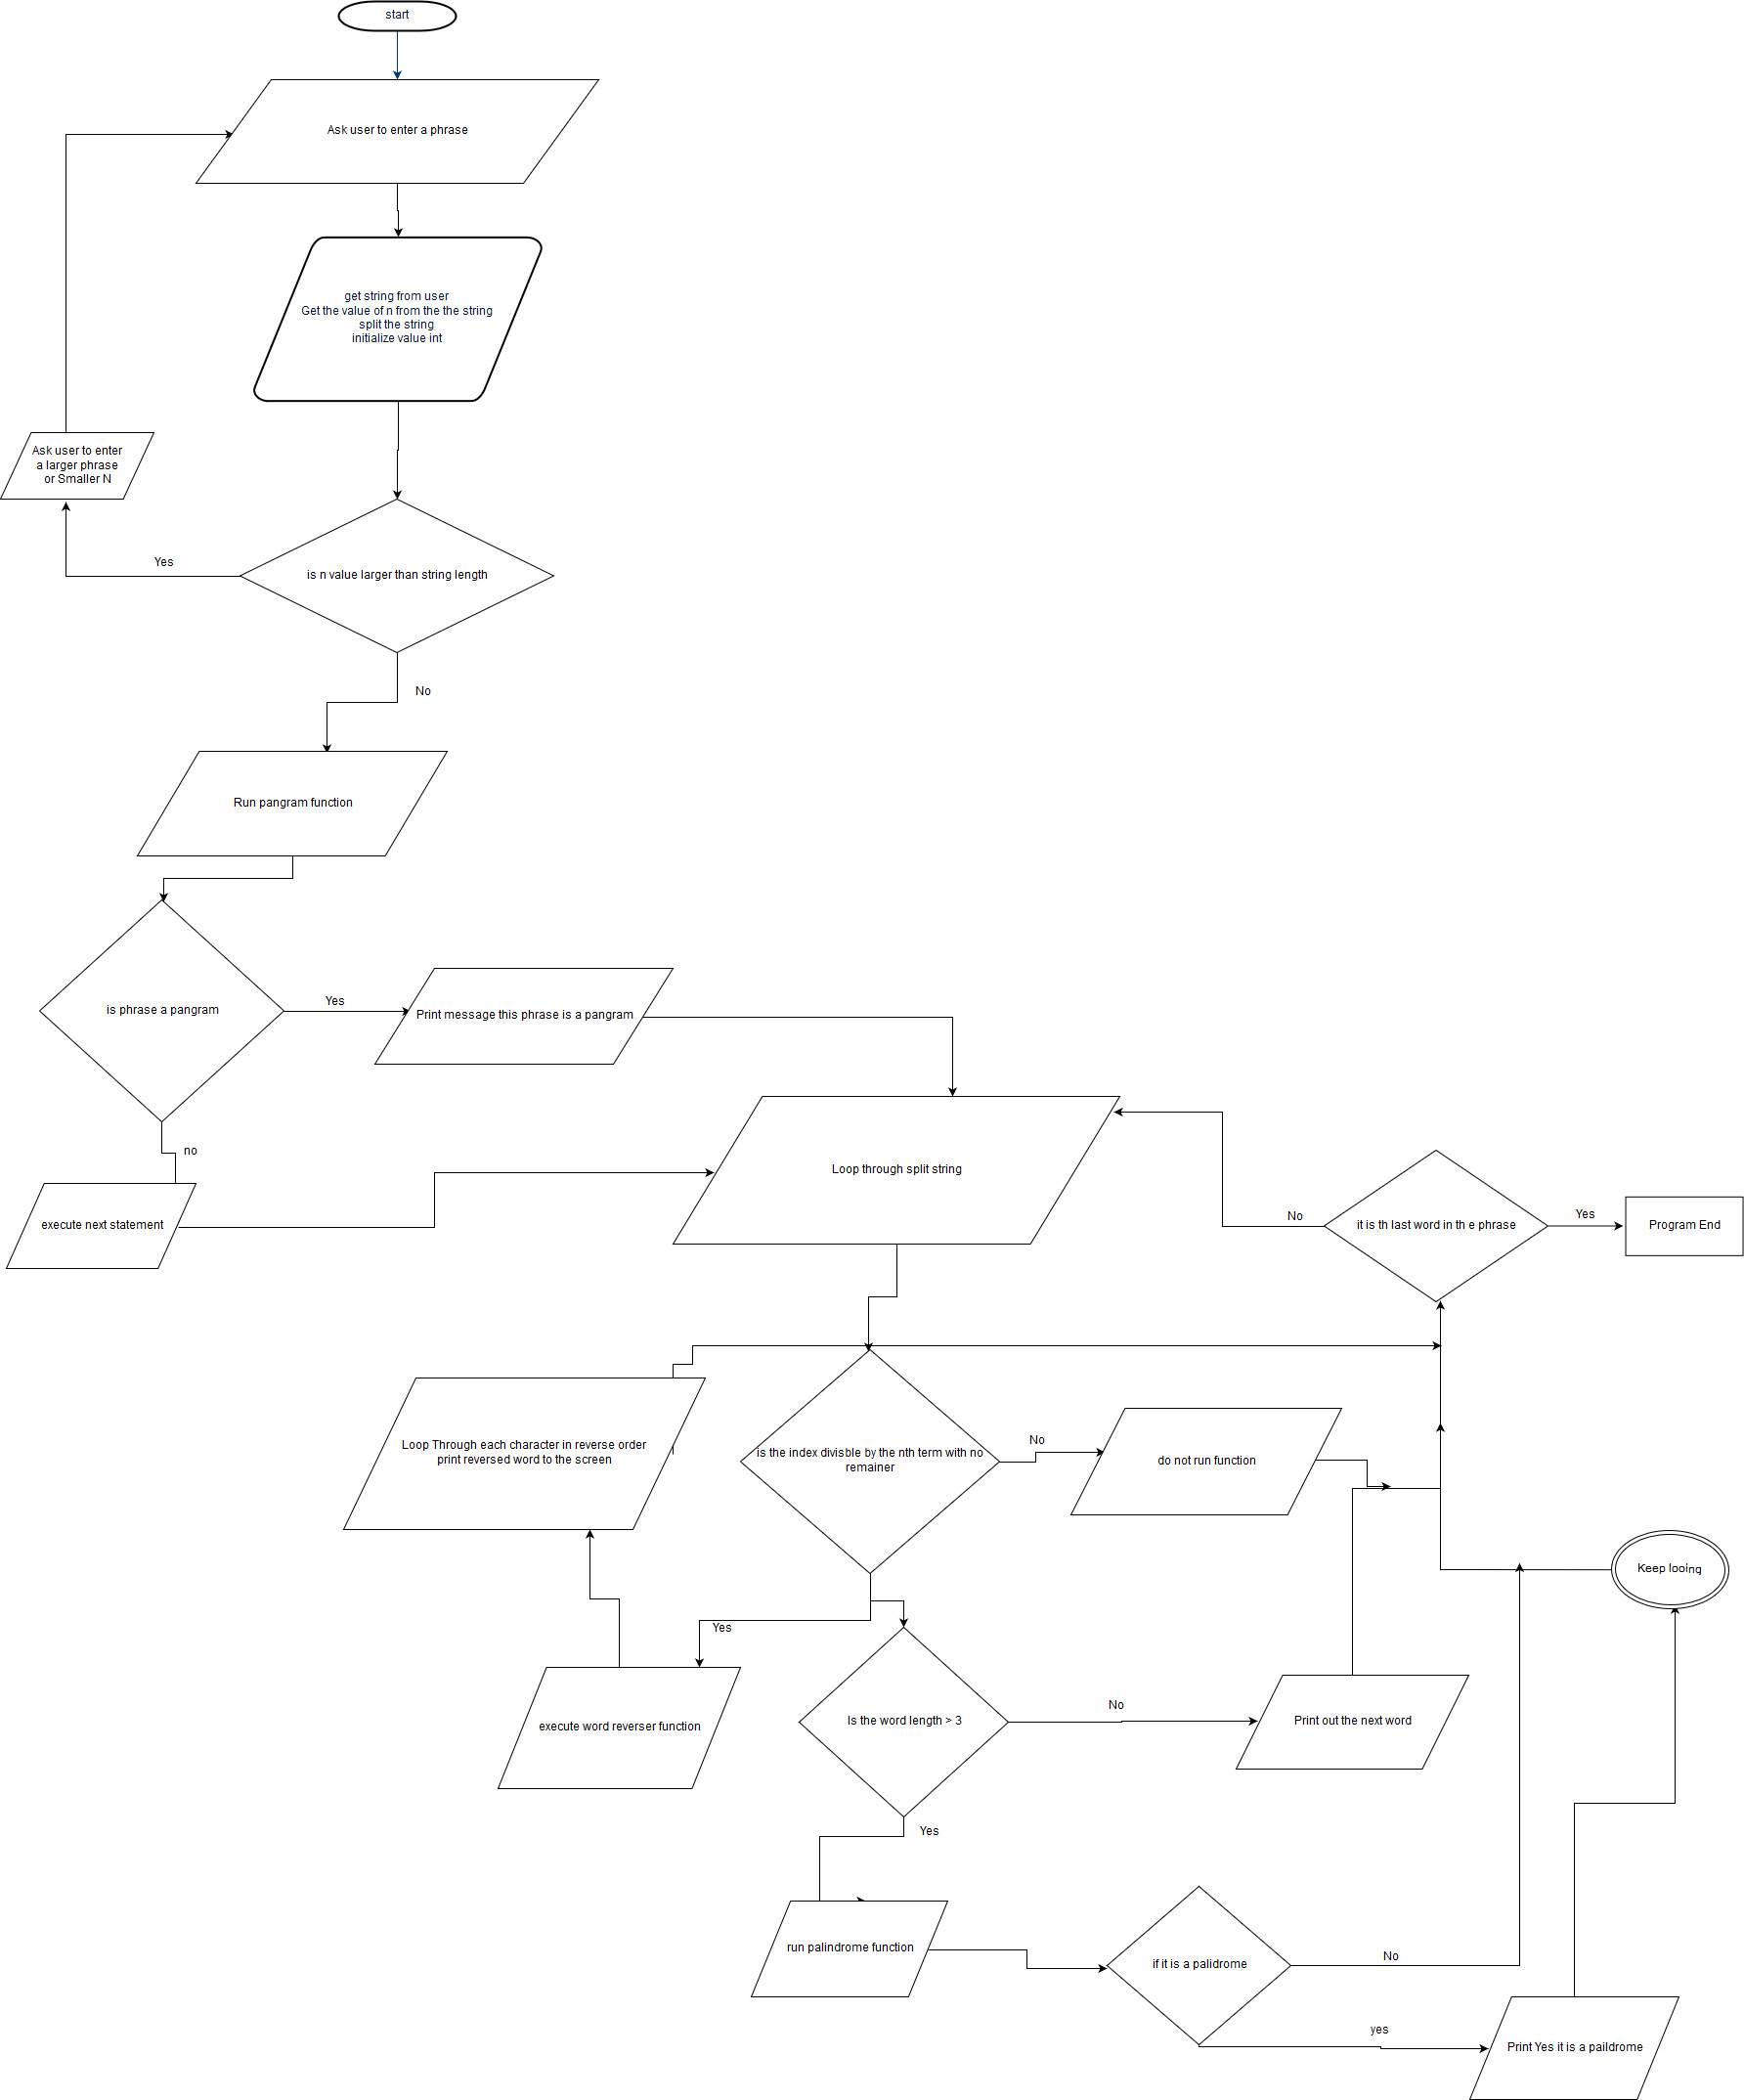 start
Ask user to enter a phrase
get string from user
Get the value of n from the the string
split the string
initialize value int
Ask user to enter
a larger phrase
or Smaller N
Yes
is n value larger than string length
No
Run pangram function
is phrase a pangram
Yes
Print message this phrase is a pangram
no
execute next statement
Loop through split string
No
it is th last word in th e phrase
Yes
Program End
Loop Through each character in reverse order
print reversed word to the screen
is the index divisble by the nth term with no
remainer
No
do not run function
Keep looing
Yes
execute word reverser function
Is the word length > 3
No
Print out the next word
Yes
run palindrome function
if it is a palidrome
No
yes
Print Yes it is a paildrome